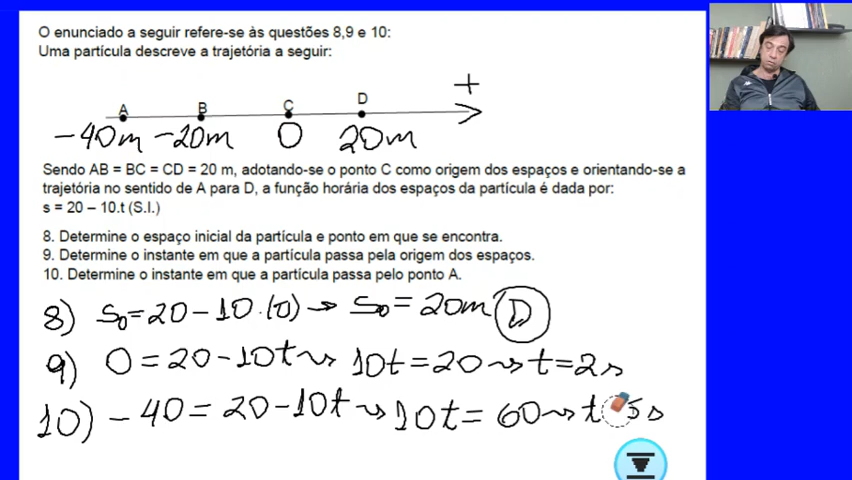 O enunciado a seguir refere-se às questões 8,9 e 10:
Uma partícula descreve a trajetória a seguir:
+
A B C D
-40m -20m 0 20m
Sendo AB = BC = CD = 20 m, adotando-se o ponto C como origem dos espaços e orientando-se a
trajetória no sentido de A para D, a função horária dos espaços da partícula é dada por:
s = 20 – 10.t (S.I.)
8. Determine o espaço inicial da partícula e ponto em que se encontra.
9. Determine o instante em que a partícula passa pela origem dos espaços.
10. Determine o instante em que a partícula passa pelo ponto A.
8) S₀=20-10.(0)→ S₀=20m D
9) 0=20-10t→ 10t=20→t=2s
10) -40=20-10t→10t=60→t s